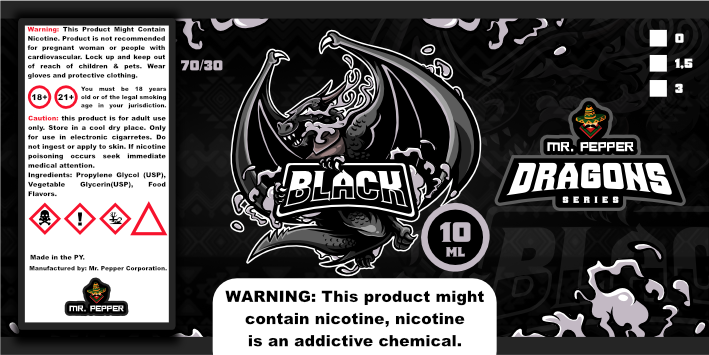 Warning: This Product Might Contain
Nicotine. Product is not recommended
for pregnant woman or people with
cardiovascular. Lock up and keep out
of reach of children & pets. Wear
gloves and protective clothing.
18+ 21+
You must be 18 years
old or of the legal smoking
age in your jurisdiction.
Caution: this product is for adult use
only. Store in a cool dry place. Only
for use in electronic cigarretes. Do
not ingest or apply to skin. If nicotine
poisoning occurs seek immediate
medical attention.
Ingredients: Propylene Glycol (USP),
Vegetable Glycerin(USP), Food
Flavors.
!
Made in the PY.
Manufactured by: Mr. Pepper Corporation.
MR. PEPPER
70/30
BLACK
10
ML
WARNING: This product might
contain nicotine, nicotine
is an addictive chemical.
0
1,5
3
MR. PEPPER
DRAGONS
SERIES
BLACK